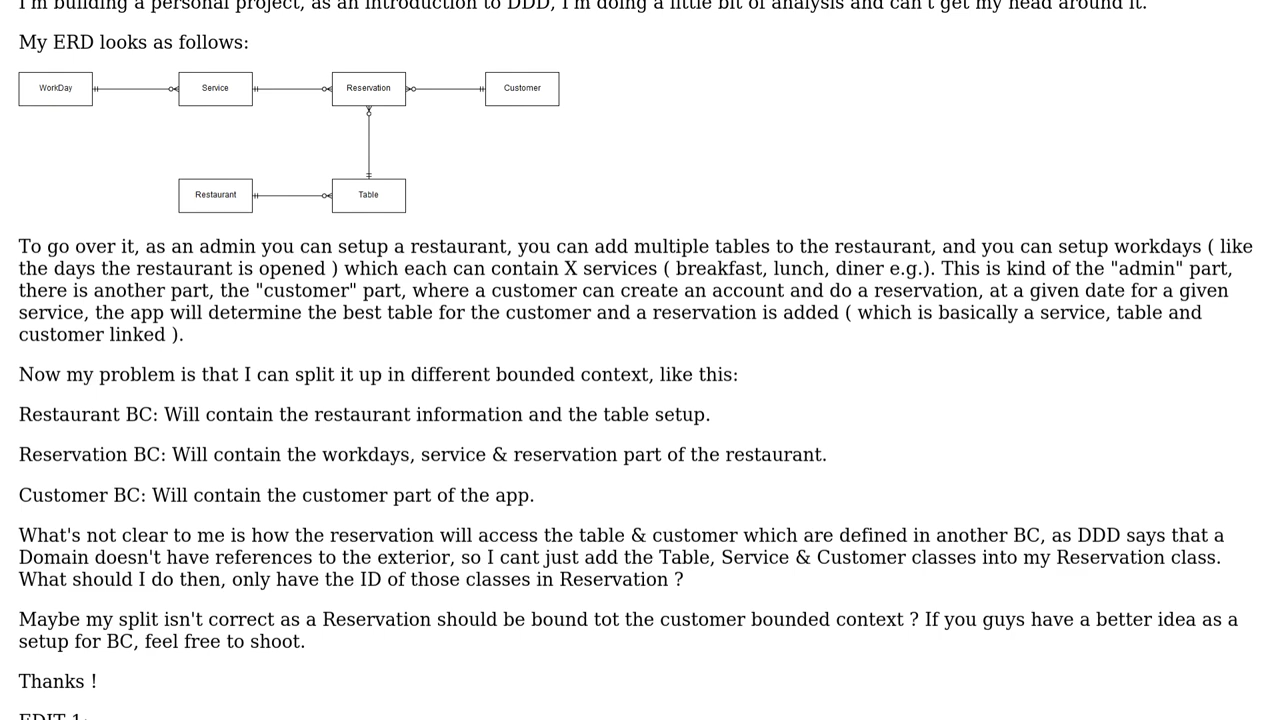 I'm building a personal project, as an introduction to DDD, I'm doing a little bit of analysis and can't get my head around it.
My ERD looks as follows:
WorkDay
Service
Reservation
Customer
Restaurant
Table
To go over it, as an admin you can setup a restaurant, you can add multiple tables to the restaurant, and you can setup workdays ( like
the days the restaurant is opened ) which each can contain X services ( breakfast, lunch, diner e.g.). This is kind of the "admin" part,
there is another part, the "customer" part, where a customer can create an account and do a reservation, at a given date for a given
service, the app will determine the best table for the customer and a reservation is added ( which is basically a service, table and
customer linked ).
Now my problem is that I can split it up in different bounded context, like this:
Restaurant BC: Will contain the restaurant information and the table setup.
Reservation BC: Will contain the workdays, service & reservation part of the restaurant.
Customer BC: Will contain the customer part of the app.
What's not clear to me is how the reservation will access the table & customer which are defined in another BC, as DDD says that a
Domain doesn't have references to the exterior, so I cant just add the Table, Service & Customer classes into my Reservation class.
What should I do then, only have the ID of those classes in Reservation ?
Maybe my split isn't correct as a Reservation should be bound tot the customer bounded context ? If you guys have a better idea as a
setup for BC, feel free to shoot.
Thanks !
EDIT 1: